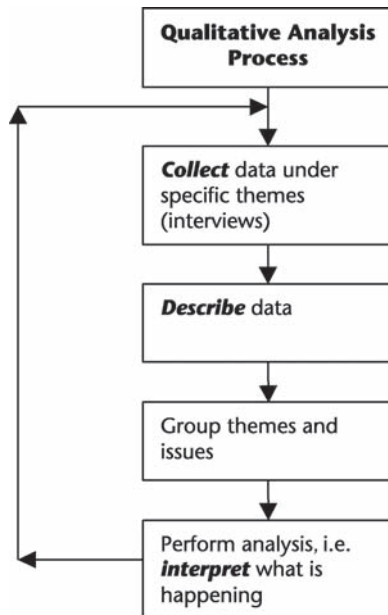 Qualitative Analysis
Process
Collect data under
specific themes
(interviews)
Describe data
Group themes and
issues
Perform analysis, i.e.
interpret what is
happening